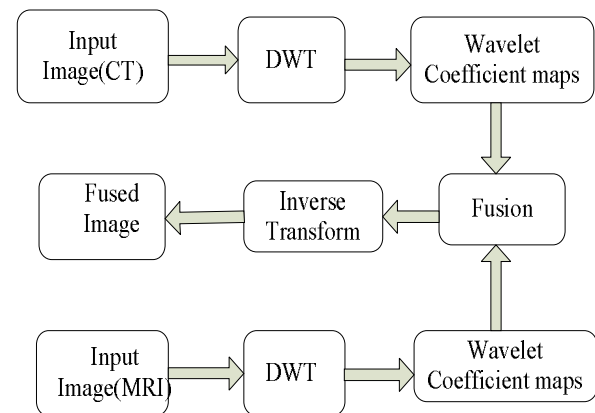 Input
Image(CT)
DWT
Wavelet
Coefficient maps
Fused
Image
Inverse
Transform
Fusion
Input
Image(MRI)
DWT
Wavelet
Coefficient maps